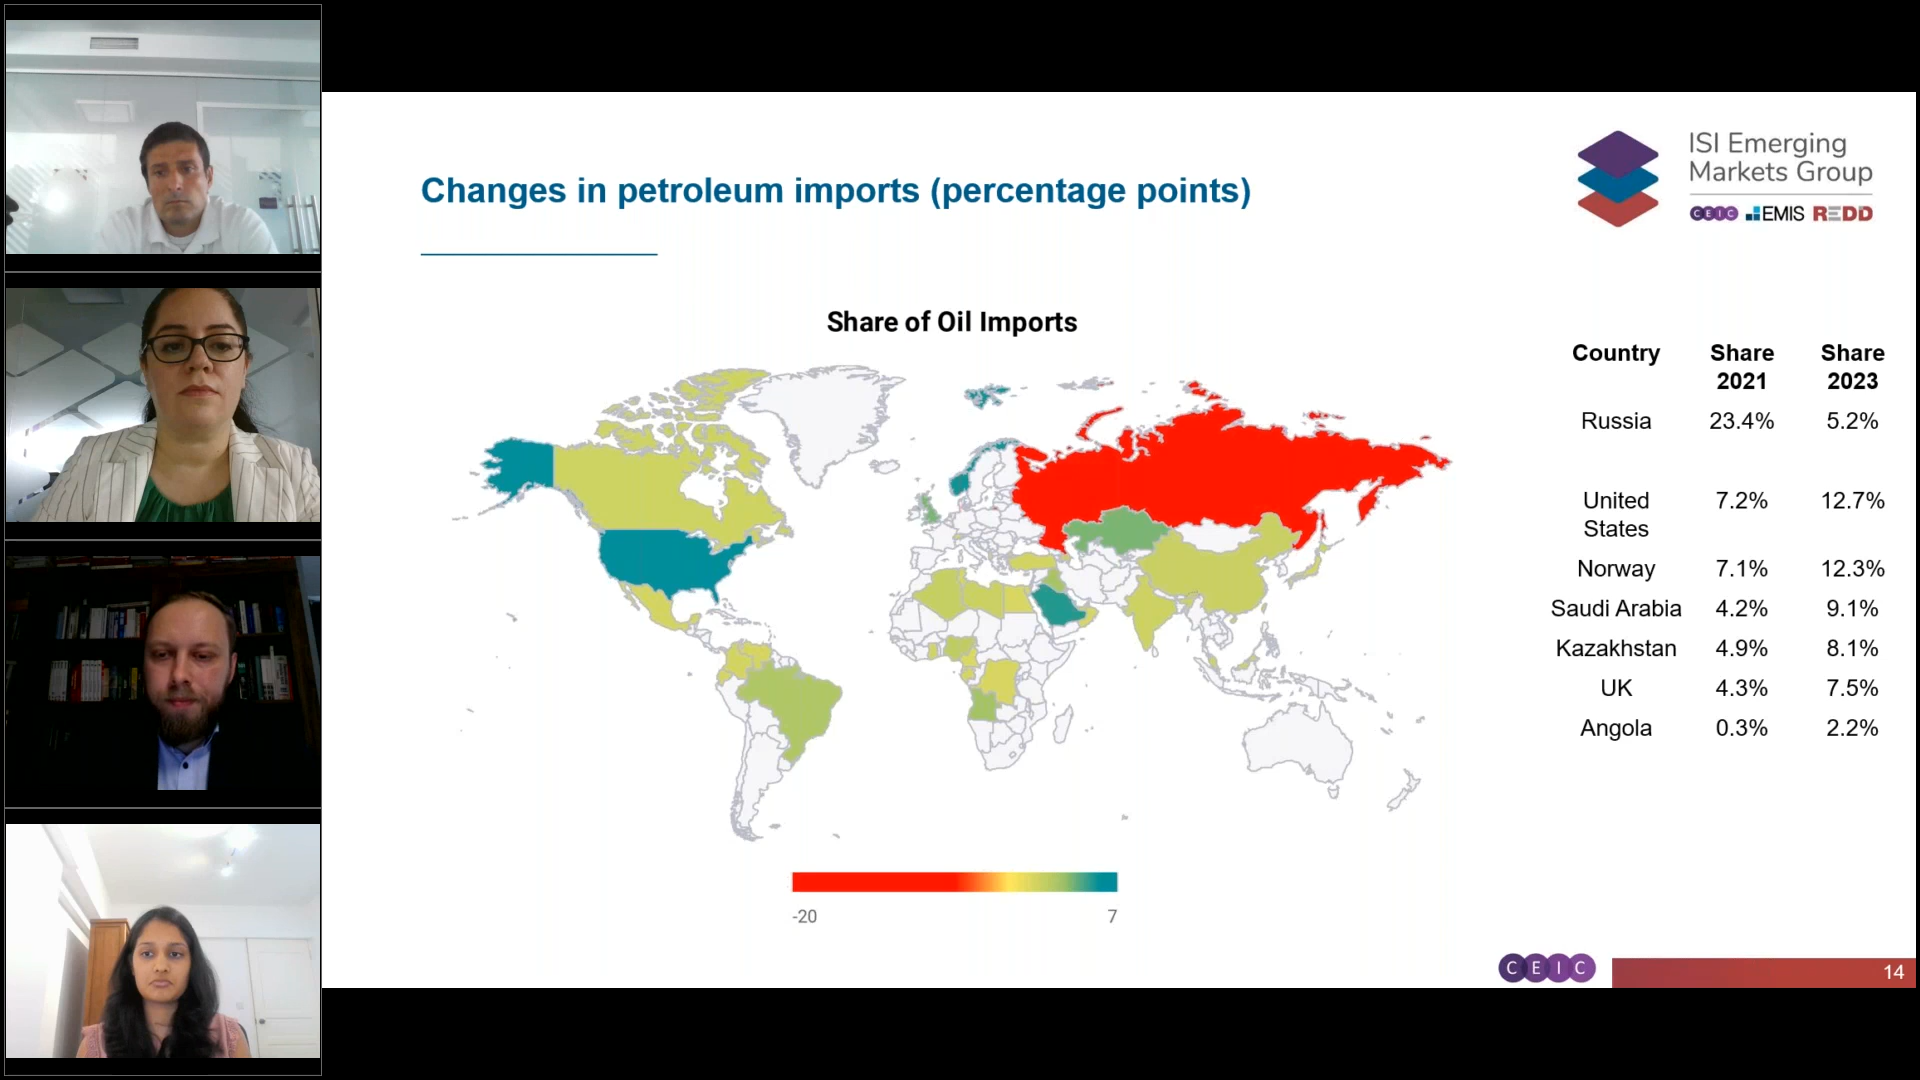 Changes in petroleum imports (percentage points)
ISI Emerging
Markets Group
CEIC EMIS REDD
Share of Oil Imports
Country Share 2021 Share 2023
Russia 23.4% 5.2%
United States 7.2% 12.7%
Norway 7.1% 12.3%
Saudi Arabia 4.2% 9.1%
Kazakhstan 4.9% 8.1%
UK 4.3% 7.5%
Angola 0.3% 2.2%
-20 7
CEIC
14